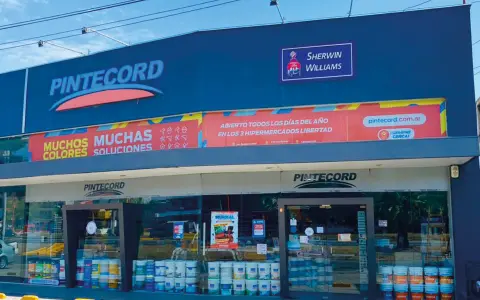 PINTECORD
SHERWIN
WILLIAMS
MUCHOS
COLORES
MUCHAS
SOLUCIONES
ABIERTO TODOS LOS DÍAS DEL AÑO
EN LOS 3 HIPERMERCADOS LIBERTAD
pintecord.com.ar
PINTECORD
PINTECORD